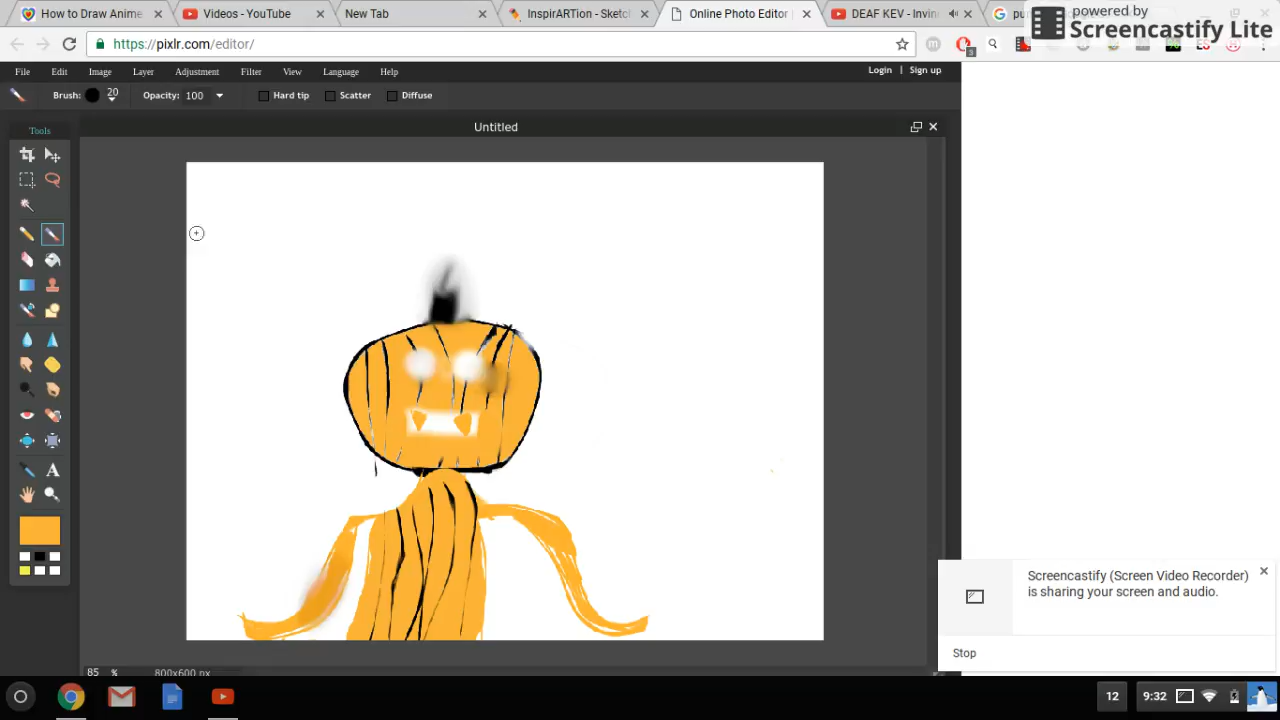 How to Draw Anime
Videos - YouTube
New Tab
InspirARTion - Sketch
Online Photo Editor
DEAF KEV - Invin
pu
powered by
Screencastify Lite
https://pixlr.com/editor/
m
3
ES
File Edit Image Layer Adjustment Filter View Language Help
Login | Sign up
Brush: 20 Opacity: 100 Hard tip Scatter Diffuse
Tools
Untitled
A
85 % 800x600 px
Screencastify (Screen Video Recorder)
is sharing your screen and audio.
Stop
12 9:32